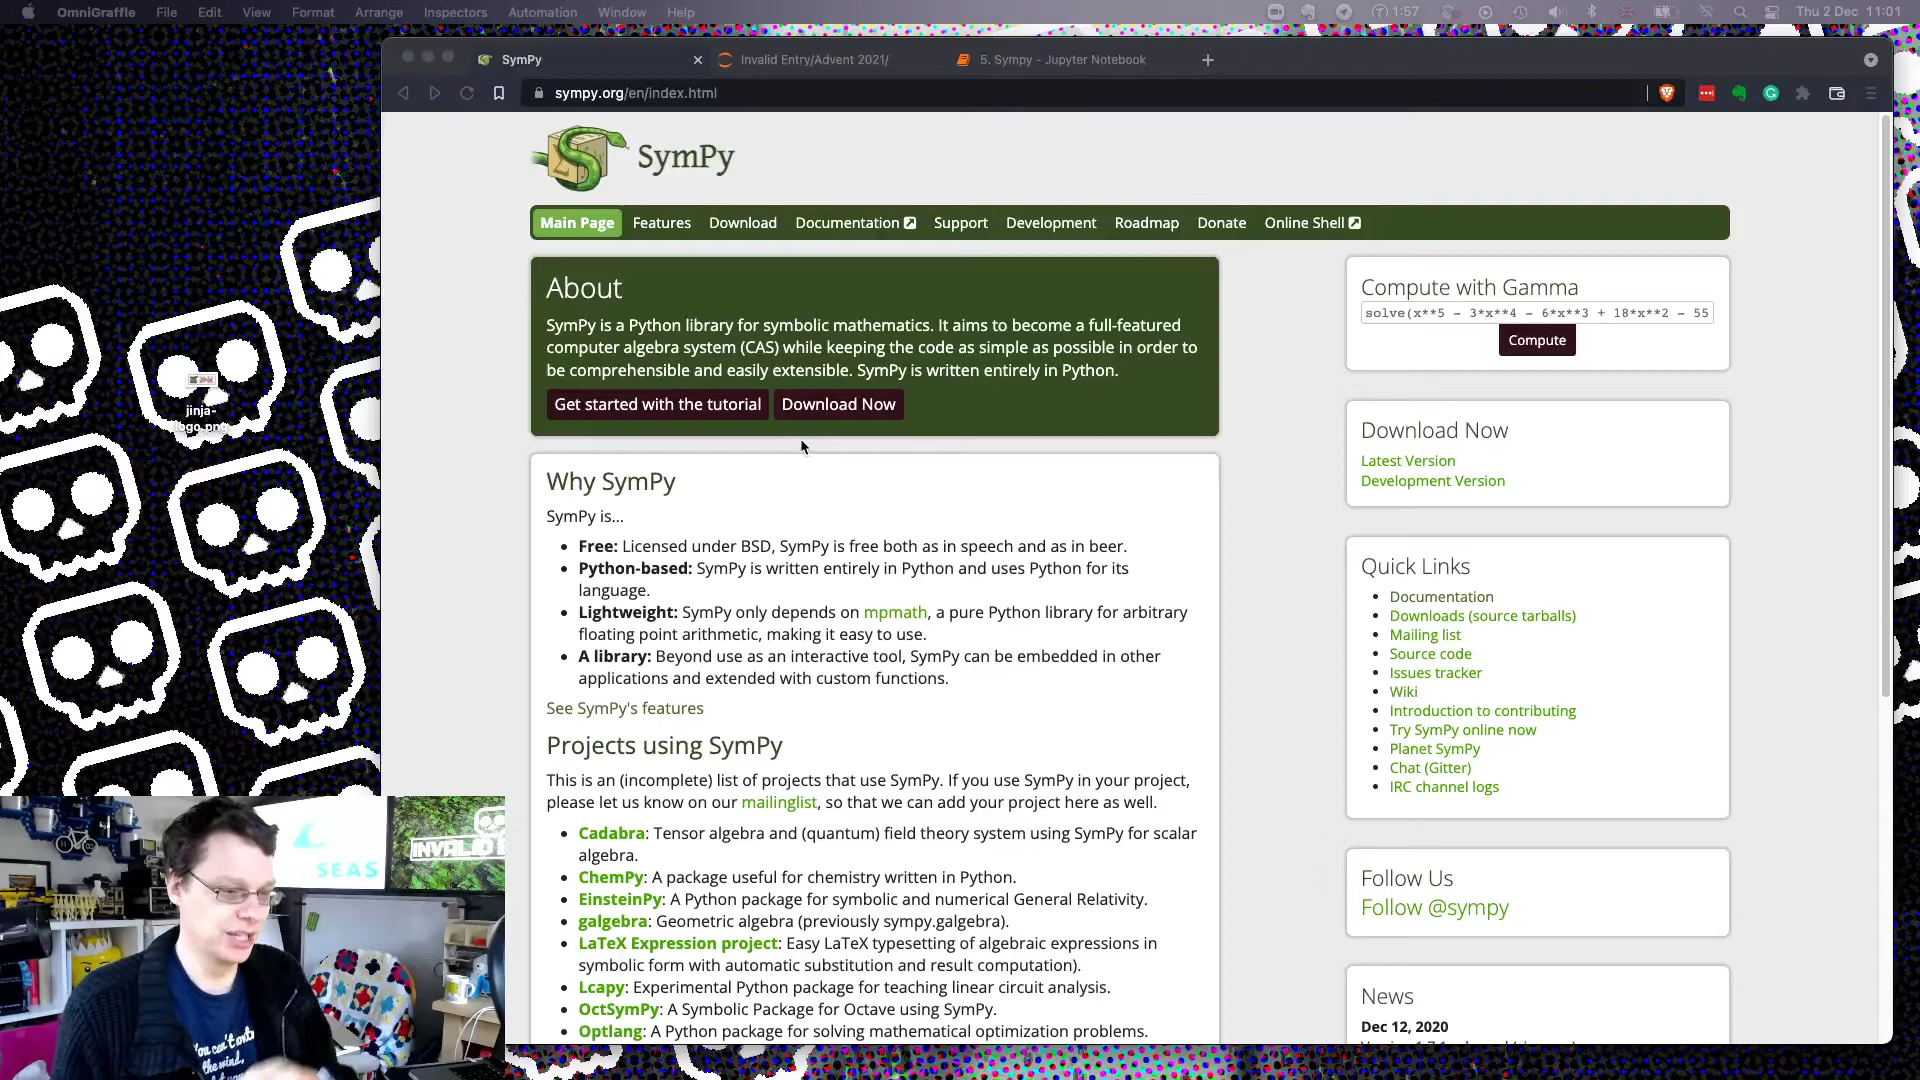 OmniGraffle File Edit View Format Arrange Inspectors Automation Window Help
1:57
Thu 2 Dec 11:01
SymPy
Invalid Entry/Advent 2021/
5. Sympy - Jupyter Notebook
sympy.org/en/index.html
SymPy
Main Page Features Download Documentation Support Development Roadmap Donate Online Shell
About
SymPy is a Python library for symbolic mathematics. It aims to become a full-featured
computer algebra system (CAS) while keeping the code as simple as possible in order to
be comprehensible and easily extensible. SymPy is written entirely in Python.
Get started with the tutorial Download Now
Why SymPy
SymPy is...
Free: Licensed under BSD, SymPy is free both as in speech and as in beer.
Python-based: SymPy is written entirely in Python and uses Python for its
language.
Lightweight: SymPy only depends on mpmath, a pure Python library for arbitrary
floating point arithmetic, making it easy to use.
A library: Beyond use as an interactive tool, SymPy can be embedded in other
applications and extended with custom functions.
See SymPy's features
Projects using SymPy
This is an (incomplete) list of projects that use SymPy. If you use SymPy in your project,
please let us know on our mailinglist, so that we can add your project here as well.
Cadabra: Tensor algebra and (quantum) field theory system using SymPy for scalar
algebra.
ChemPy: A package useful for chemistry written in Python.
EinsteinPy: A Python package for symbolic and numerical General Relativity.
galgebra: Geometric algebra (previously sympy.galgebra).
LaTeX Expression project: Easy LaTeX typesetting of algebraic expressions in
symbolic form with automatic substitution and result computation).
Lcapy: Experimental Python package for teaching linear circuit analysis.
OctSymPy: A Symbolic Package for Octave using SymPy.
Optlang: A Python package for solving mathematical optimization problems.
Compute with Gamma
solve(x**5 - 3*x**4 - 6*x**3 + 18*x**2 - 55
Compute
Download Now
Latest Version
Development Version
Quick Links
Documentation
Downloads (source tarballs)
Mailing list
Source code
Issues tracker
Wiki
Introduction to contributing
Try SymPy online now
Planet SymPy
Chat (Gitter)
IRC channel logs
Follow Us
Follow @sympy
News
Dec 12, 2020
jinja-
logo.png
SEAS
INVALID
You can't
the wind,